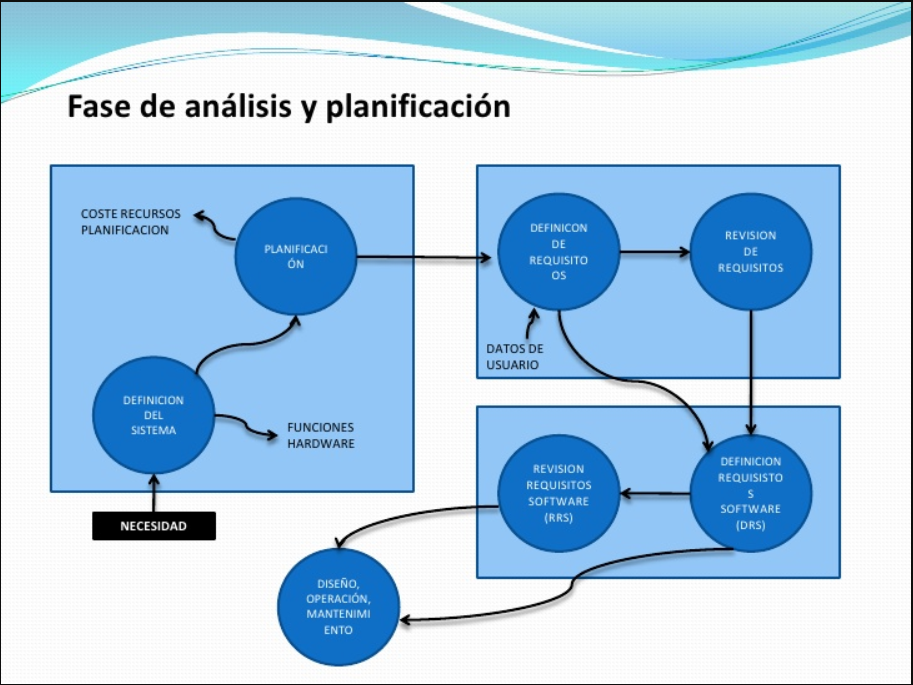 Fase de análisis y planificación
COSTE RECURSOS
PLANIFICACION
PLANIFICACI
ÓN
DEFINICION
DEL
SISTEMA
FUNCIONES
HARDWARE
NECESIDAD
DEFINICON
DE
REQUISITO
OS
REVISION
DE
REQUISITOS
DATOS DE
USUARIO
DEFINICION
REQUISISTO
S
SOFTWARE
(DRS)
REVISION
REQUISITOS
SOFTWARE
(RRS)
DISEÑO,
OPERACIÓN,
MANTENIMI
ENTO